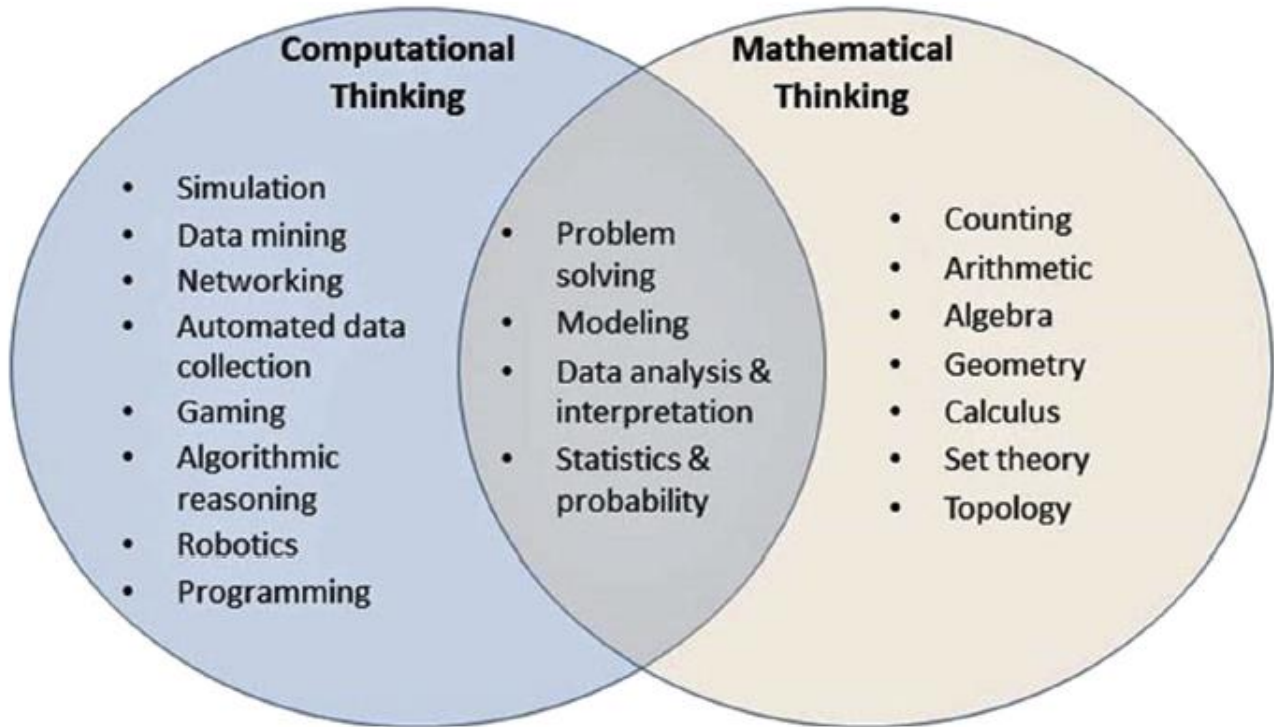 Computational
Thinking
• Simulation
• Data mining
• Networking
• Automated data
collection
• Gaming
• Algorithmic
reasoning
• Robotics
• Programming
• Problem
solving
• Modeling
• Data analysis &
interpretation
• Statistics &
probability
Mathematical
Thinking
• Counting
• Arithmetic
• Algebra
• Geometry
• Calculus
• Set theory
• Topology